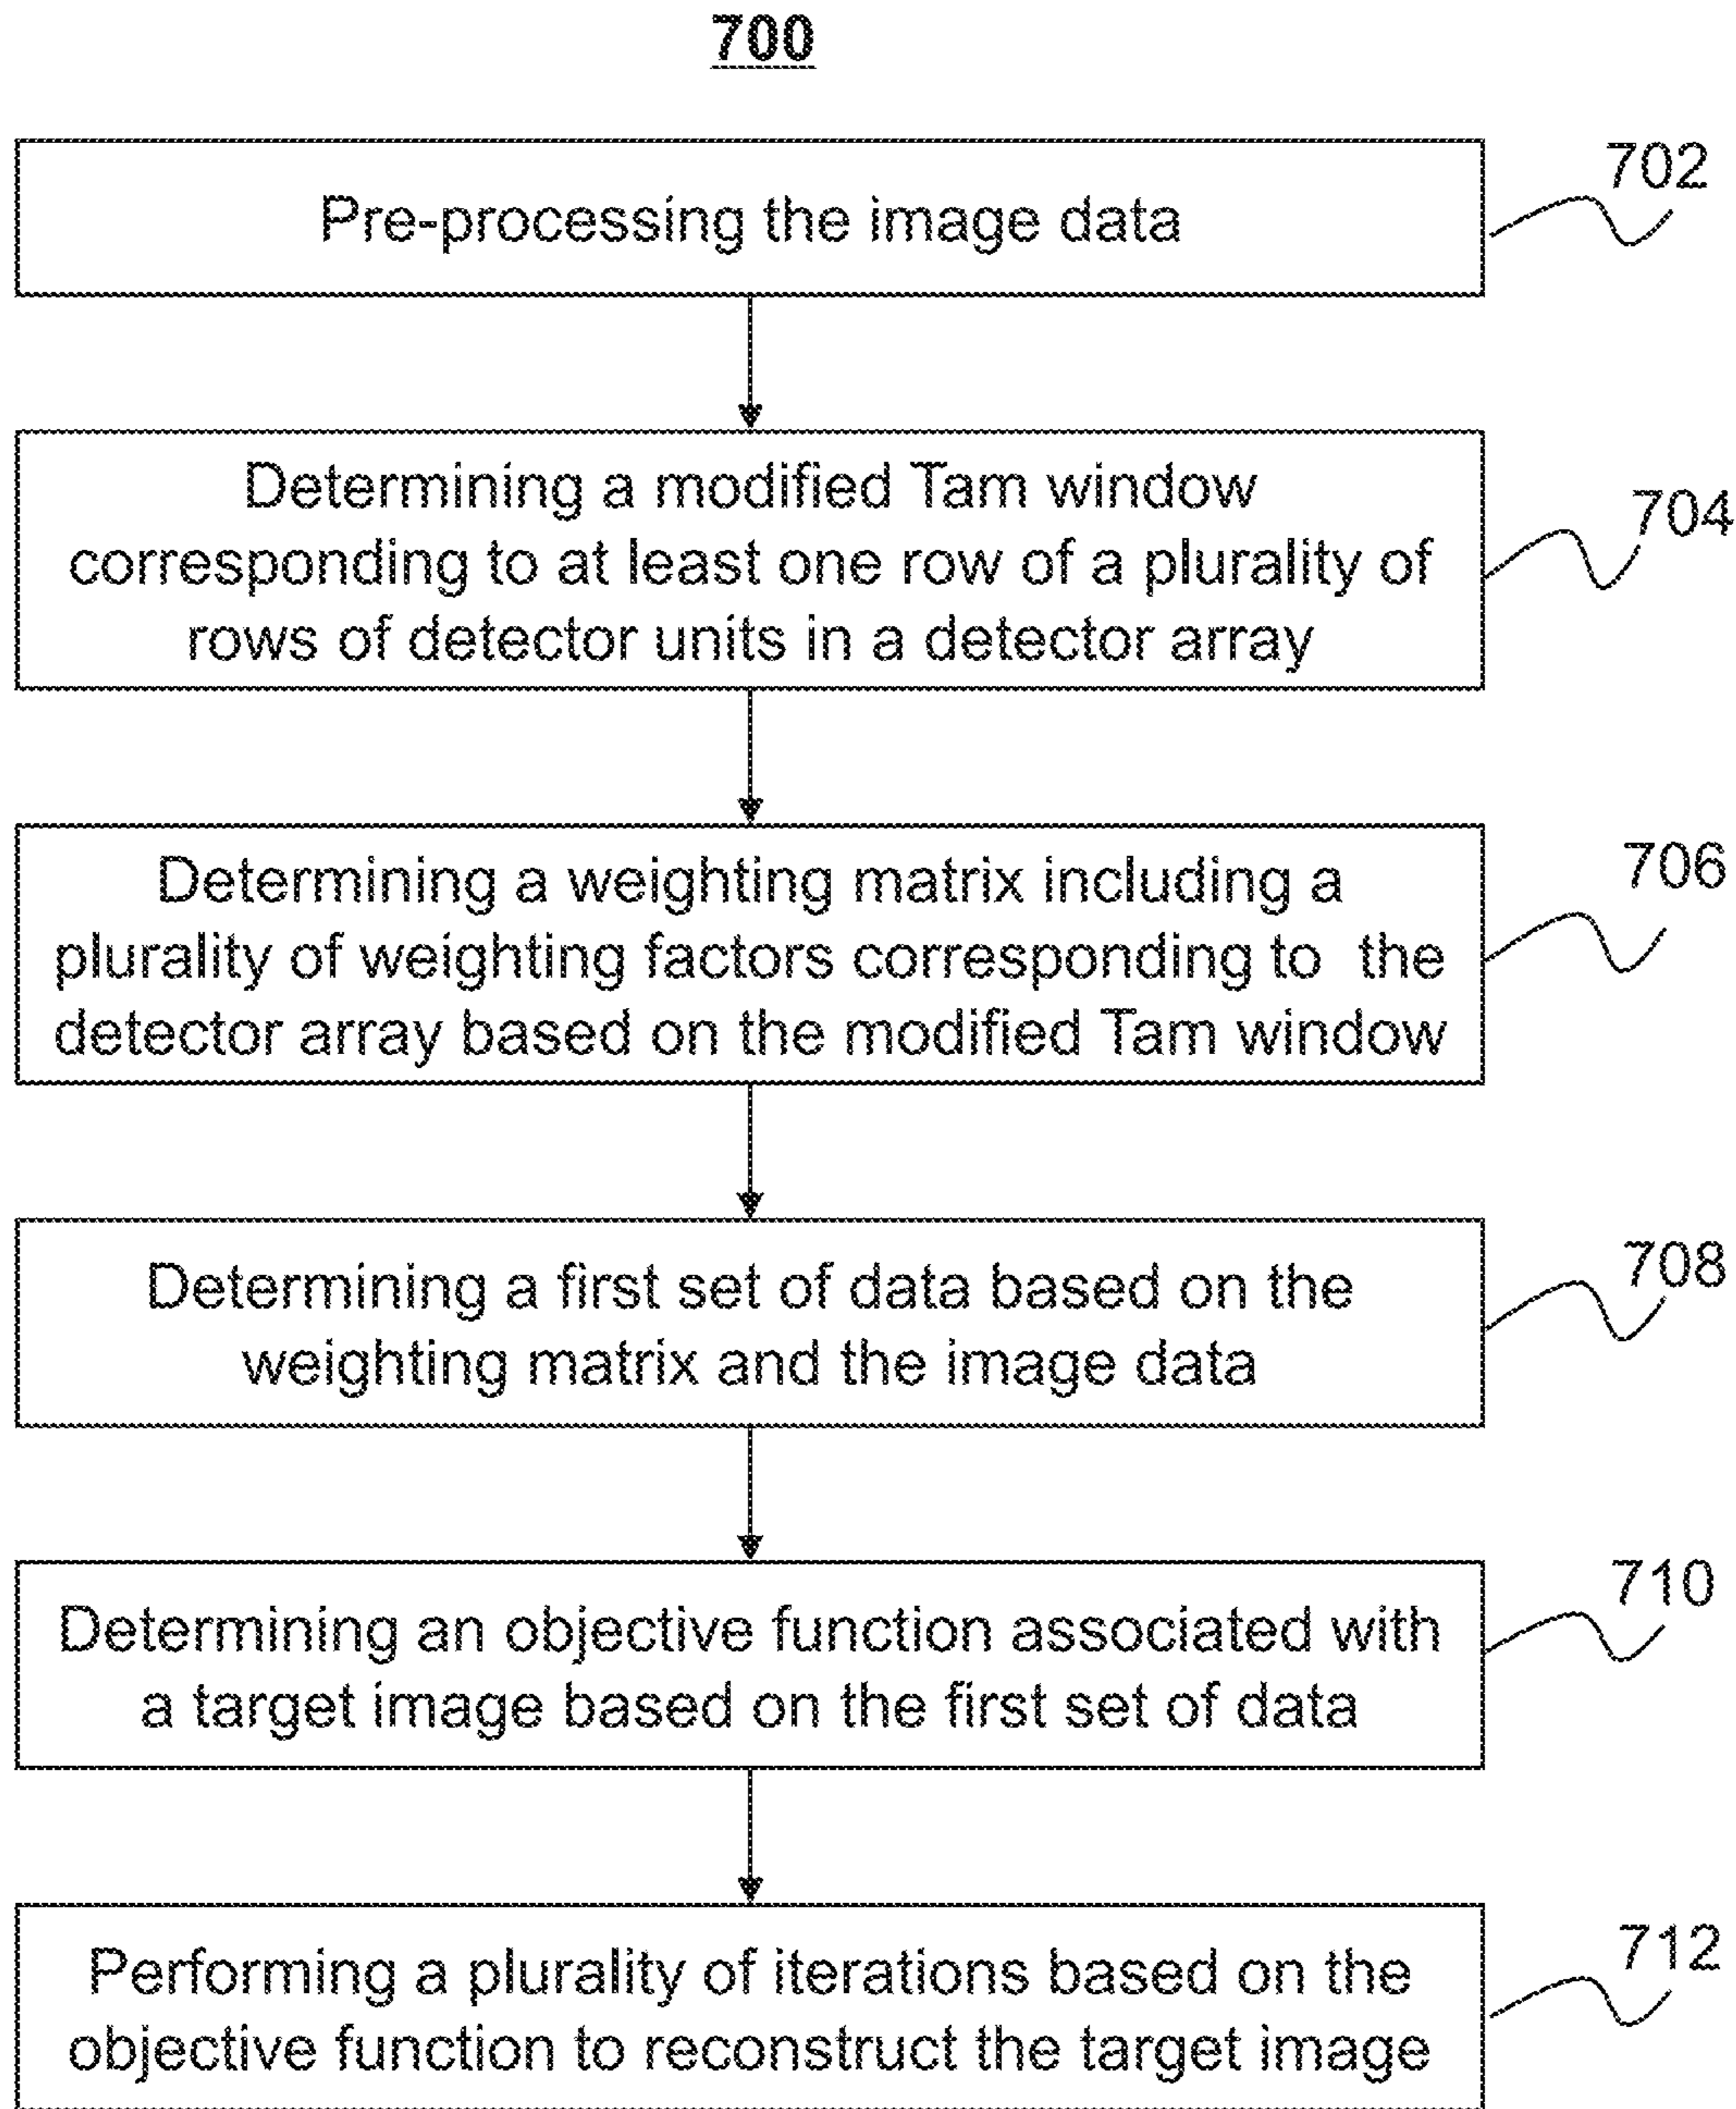 700
Pre-processing the image data
702
Determining a modified Tam window
corresponding to at least one row of a plurality of
rows of detector units in a detector array
704
Determining a weighting matrix including a
plurality of weighting factors corresponding to the
detector array based on the modified Tam window
706
Determining a first set of data based on the
weighting matrix and the image data
708
Determining an objective function associated with
a target image based on the first set of data
710
Performing a plurality of iterations based on the
objective function to reconstruct the target image
712